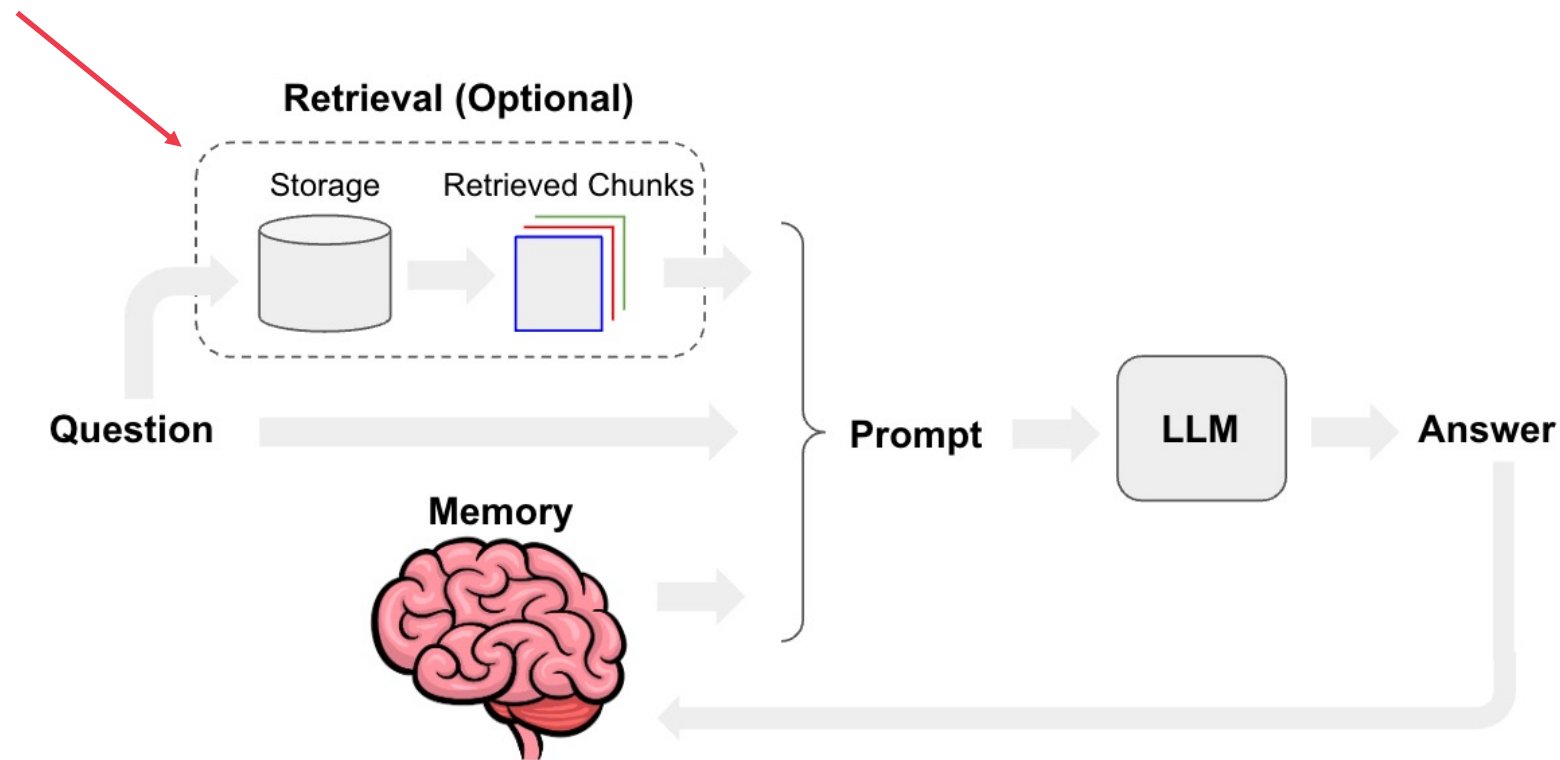 Retrieval (Optional)
Storage
Retrieved Chunks
Question
Prompt
LLM
Answer
Memory